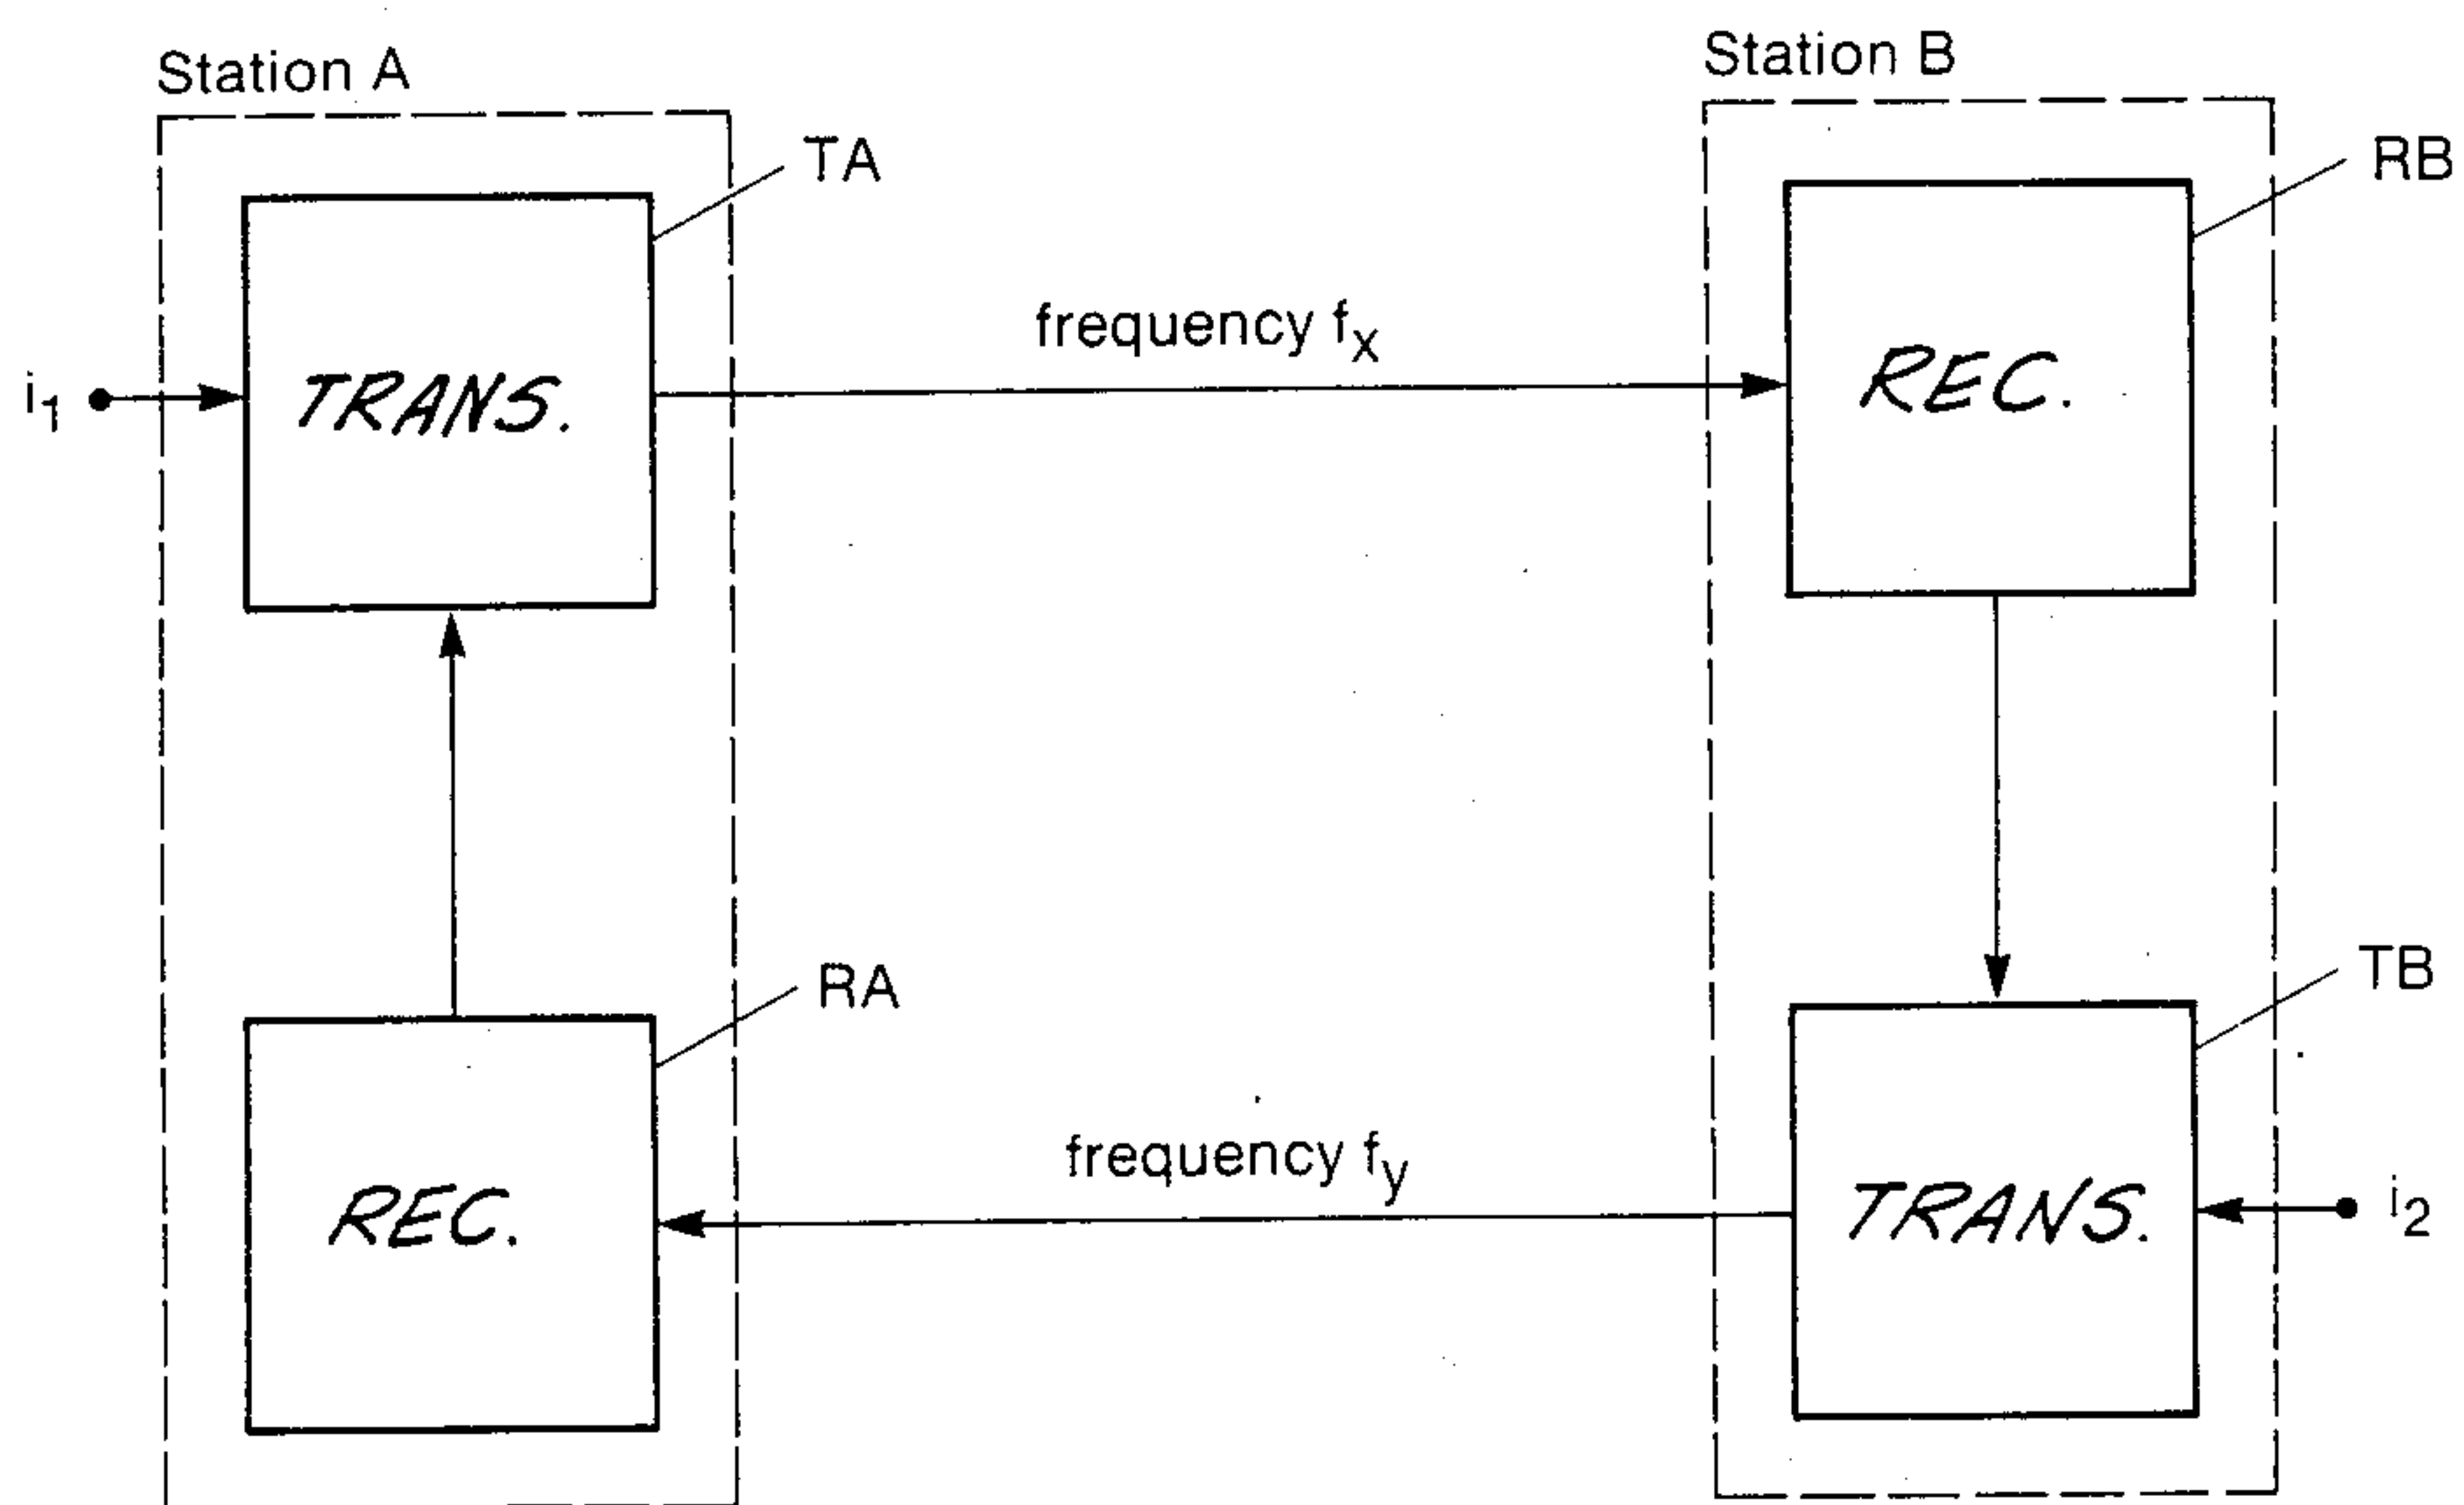 Station A
Station B
TA
RB
frequency fx
i1
TRANS.
REC.
RA
TB
frequency fy
REC.
TRANS.
i2